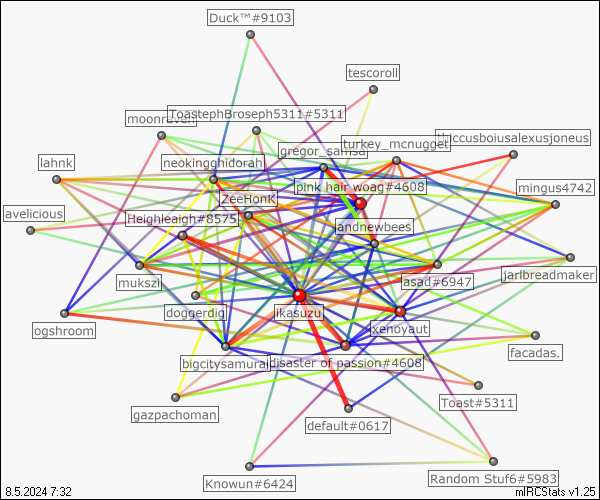 Duck™#9103
tescoroll
ToastephBroseph5311#5311
moonraven
turkey_mcnugget
gregor_samsa
lahnk
neokingghidorah
pink hair woag#4608
mingus4742
ZeeHonk
avelicious
Heighleaigh#8575
landnewbees
mukszi
asad#6947
jarlbreadmaker
doggerdig
ikasuzu
ogshroom
xenoyaut
bigcitysamurai
disaster of passion#4608
facadas.
Toast#5311
gazpachoman
default#0617
Knowun#6424
Random Stuf6#5983
8.5.2024 7:32
mIRCStats v1.25